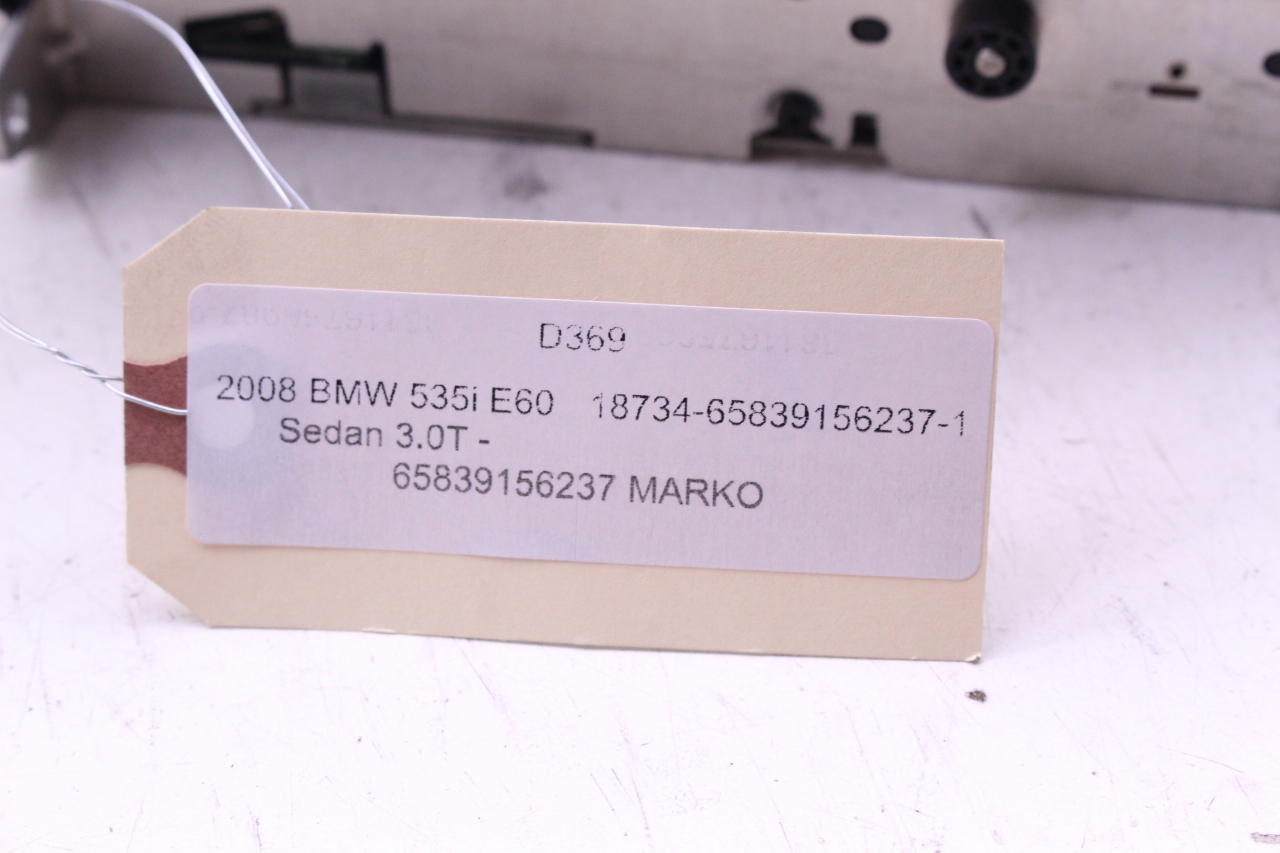 D369
2008 BMW 535i E60 18734-65839156237-1
Sedan 3.0T -
65839156237 MARKO